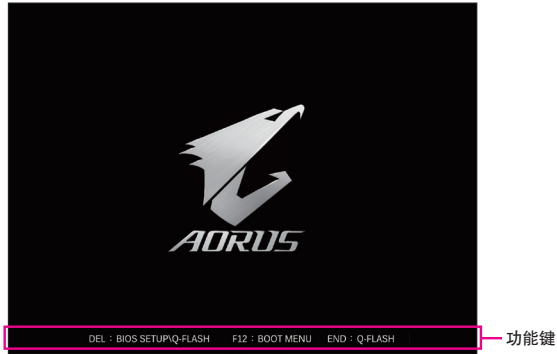 AORUS
DEL : BIOS SETUP\Q-FLASH F12 : BOOT MENU END : Q-FLASH
功能键